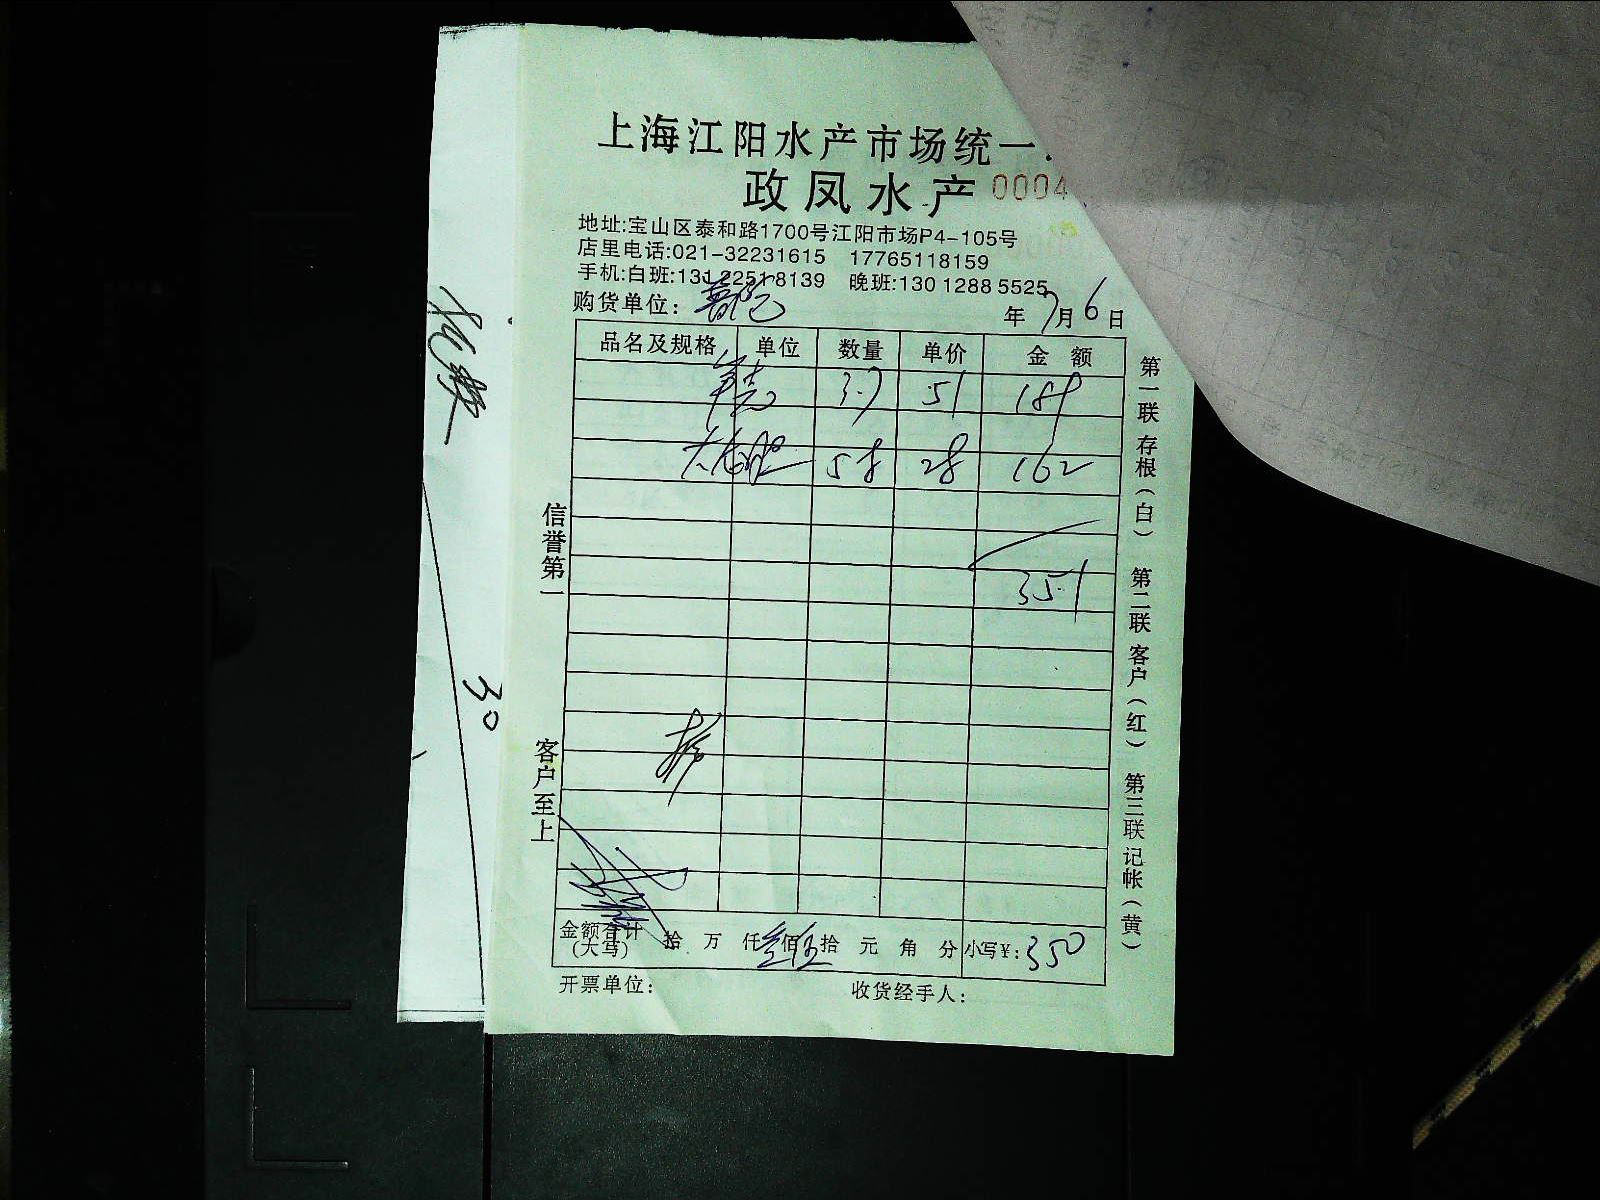 上海江阳水产市场统一
政凤水产 0004
地址:宝山区泰和路1700号江阳市场P4-105号
店里电话:021-32231615 17765118159
手机:白班:131 2251 8139 晚班:130 1288 5525
购货单位: 年7月6日
品名及规格 单位 数量 单价 金 额
3.7 51 189
58 28 162
351
信誉第一
客户至上
30
第一联 存根(白) 第二联 客户(红) 第三联 记帐(黄)
金额合计 拾 万 仟叁佰伍拾 元 角 分 小写¥:350
(大写)
开票单位: 收货经手人: